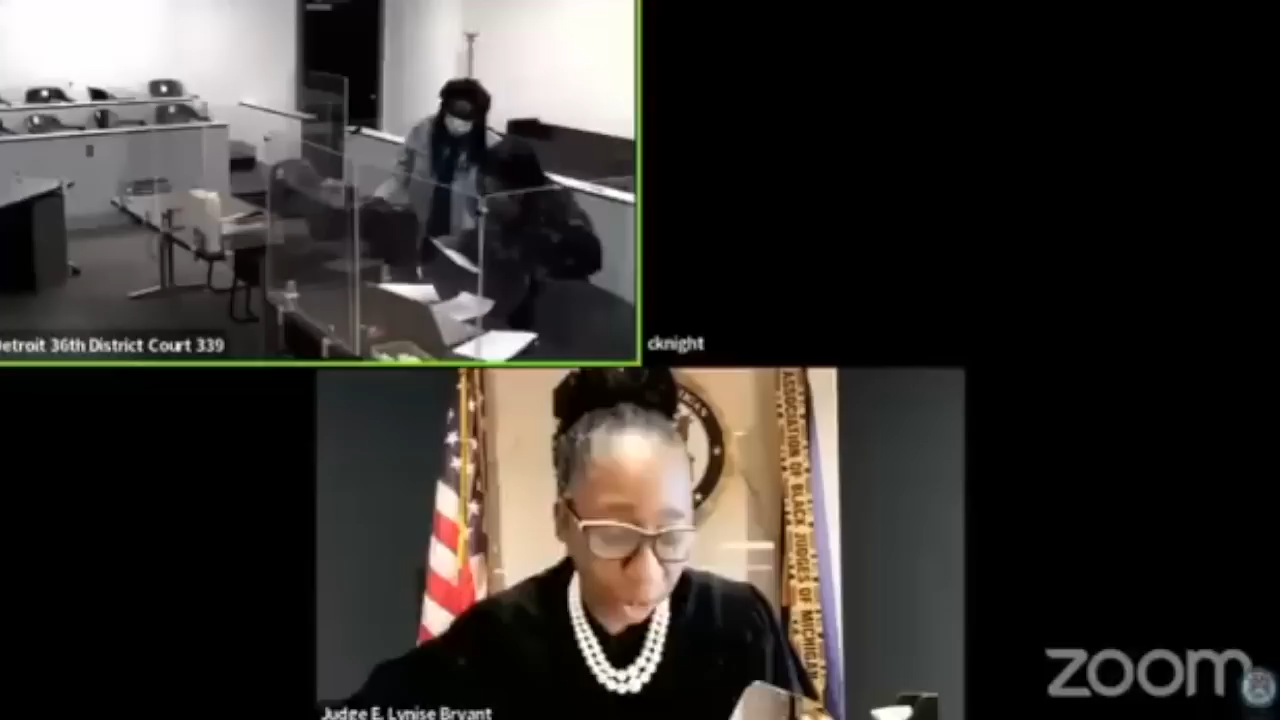 Detroit 36th District Court 339
cknight
ASSOCIATION OF BLACK JUDGES OF MICHIGAN
zoom
Judge E. Lynise Bryant